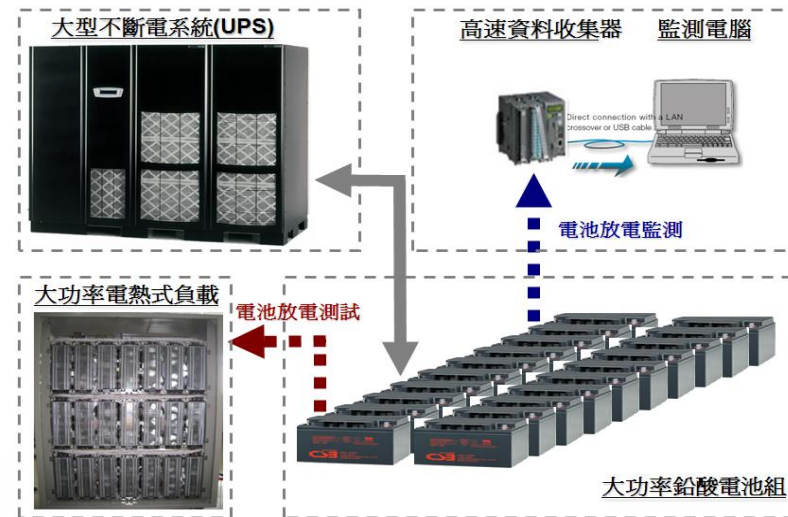 大型不斷電系統(UPS)
高速資料收集器
監測電腦
Direct connection with a LAN
crossover or USB cable
電池放電監測
大功率電熱式負載
電池放電測試
CSB
CSB
大功率鉛酸電池組